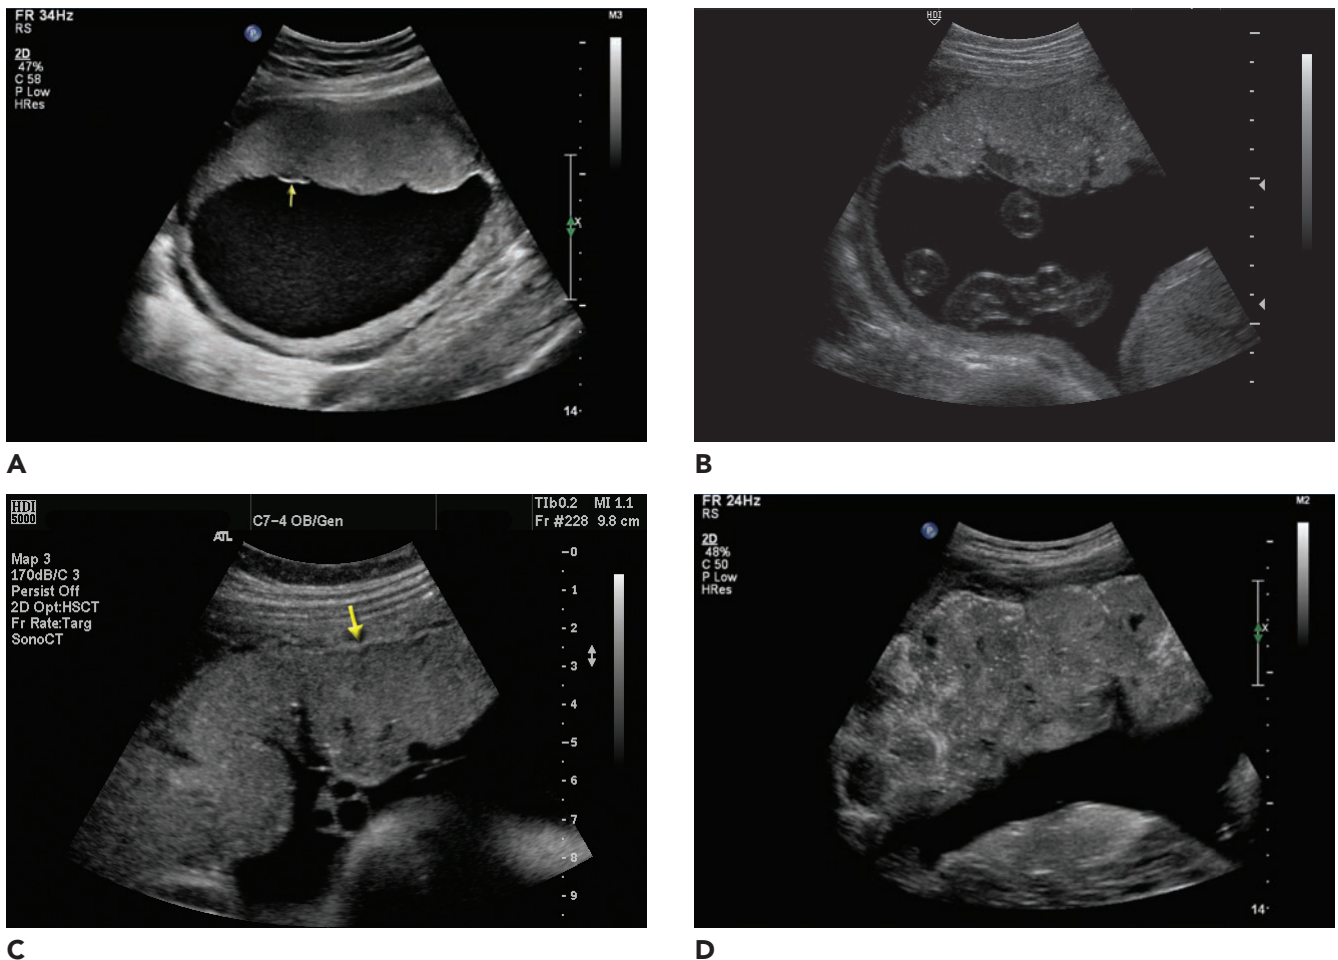 FR 34Hz
RS
2D
47%
C 58
P Low
HRes
P
M3
X
14
A
HDI
B
HDI
5000
C7-4 OB/Gen
TIb0.2 MI 1.1
Fr #228 9.8 cm
ATL
Map 3
170dB/C 3
Persist Off
2D Opt:HSCT
Fr Rate:Targ
SonoCT
0
1
2
3
4
5
6
7
8
9
C
FR 24Hz
RS
2D
48%
C 50
P Low
HRes
P
M2
X
14
D